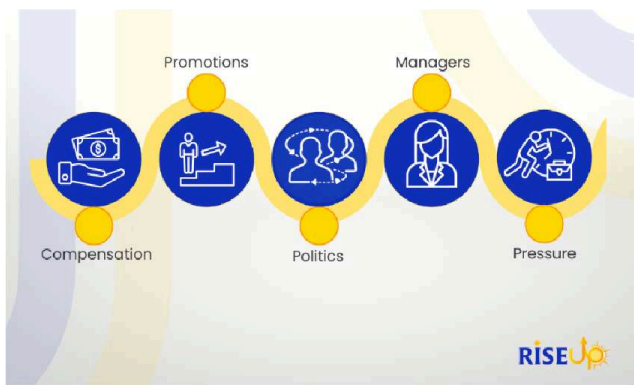 Promotions
Managers
$
Compensation
Politics
Pressure
RISEUp